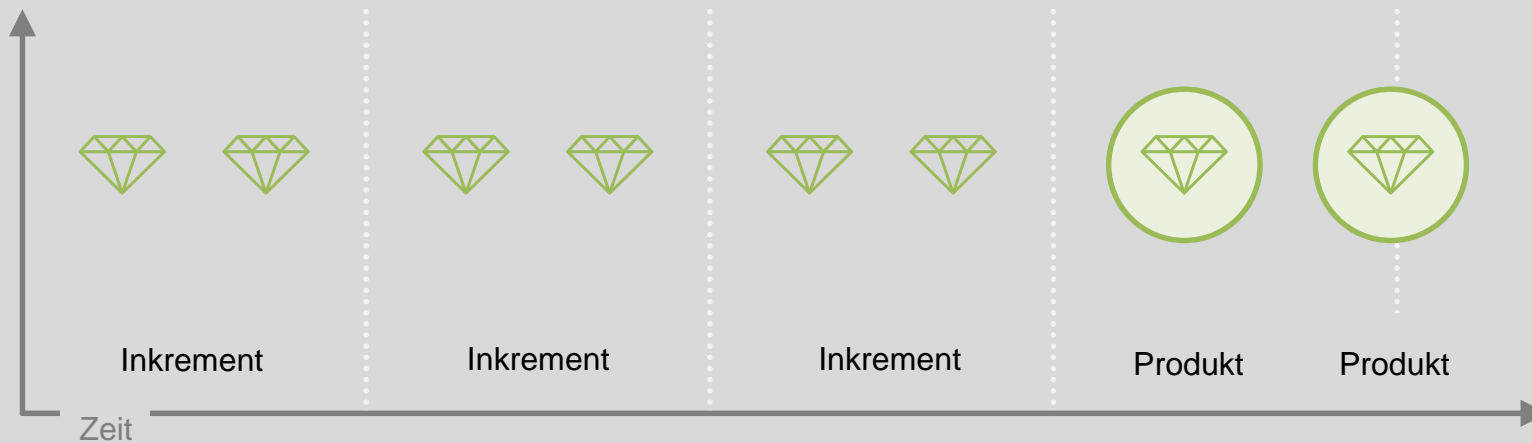 Inkrement
Inkrement
Inkrement
Produkt
Produkt
Zeit